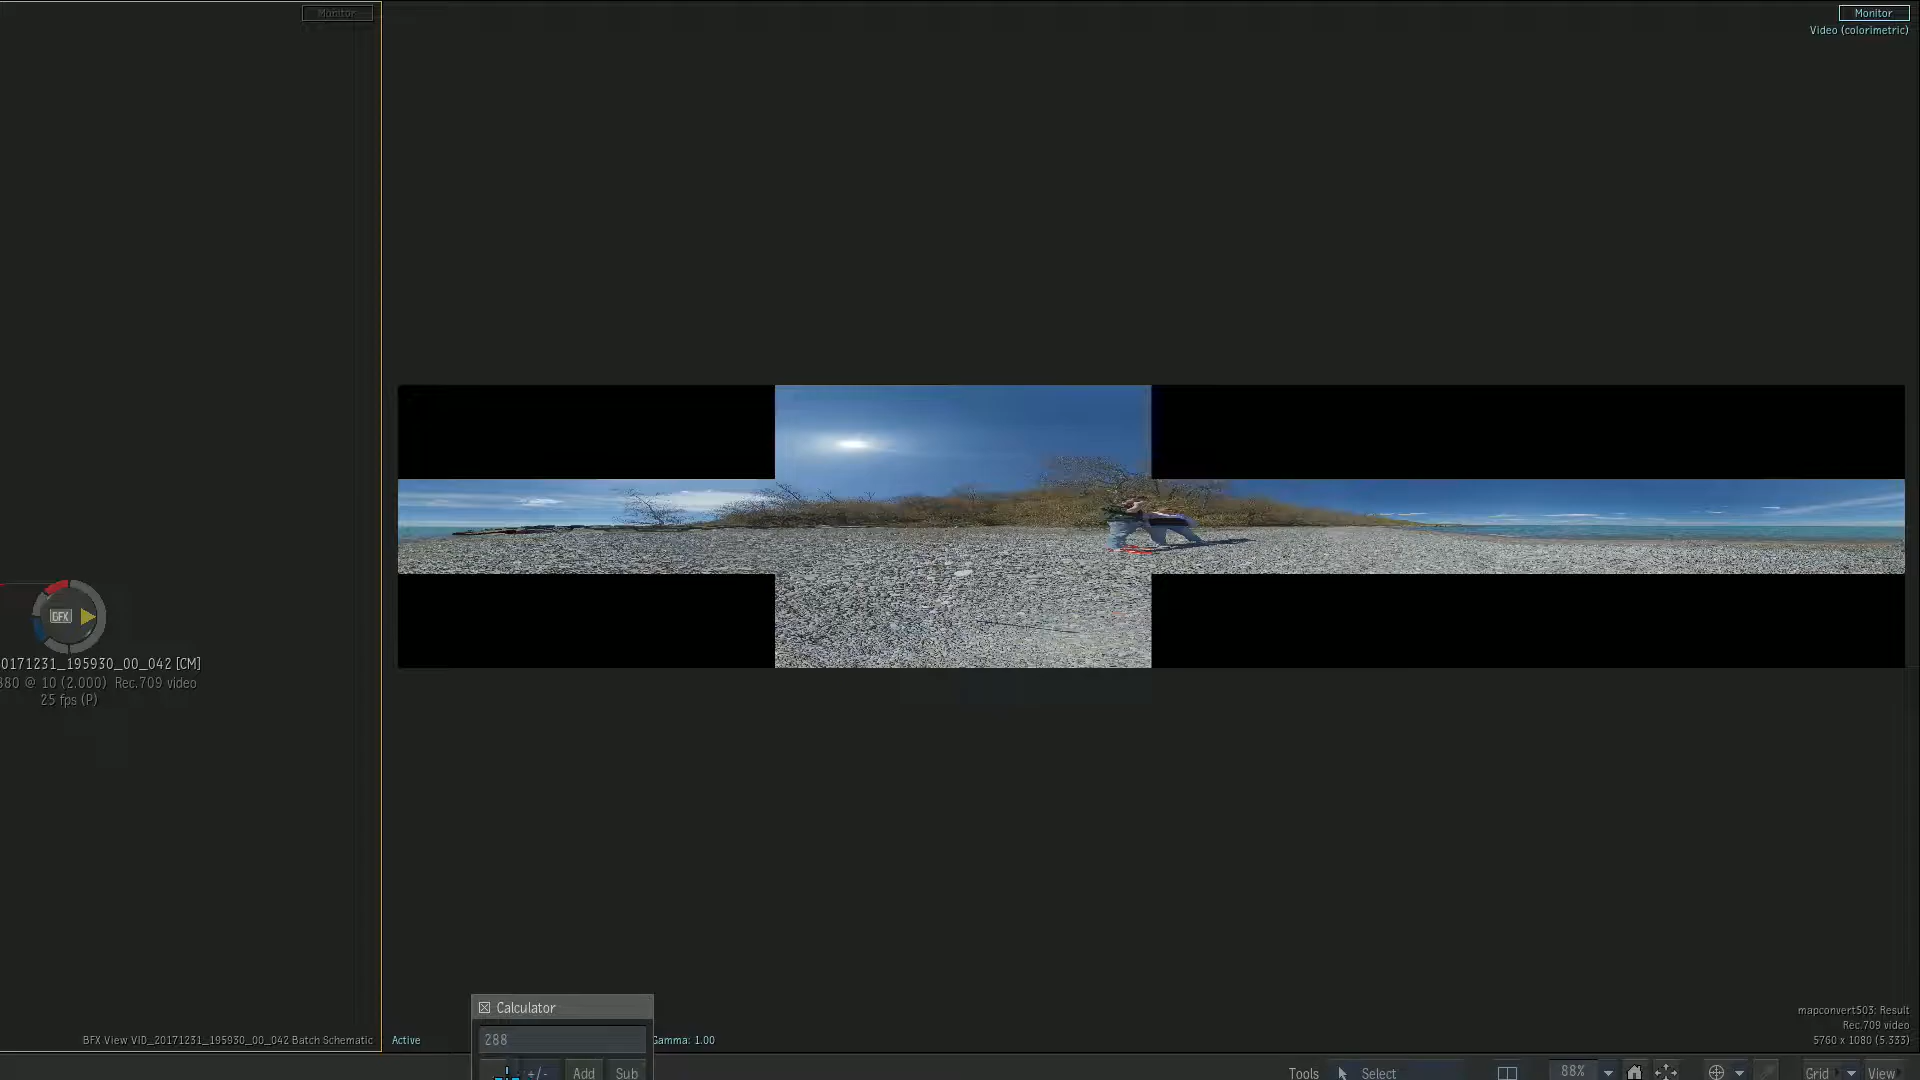 Monitor
Monitor
Video (colorimetric)
GFX
0171231_195930_00_042 [CM]
380 @ 10 (2.000) Rec.709 video
25 fps (P)
Calculator
288
+/-
Add
Sub
BFX View VID_20171231_195930_00_042 Batch Schematic
Active
Gamma: 1.00
mapconvert503: Result
Rec.709 video
5760 x 1080 (5.333)
Tools
Select
88%
Grid
View